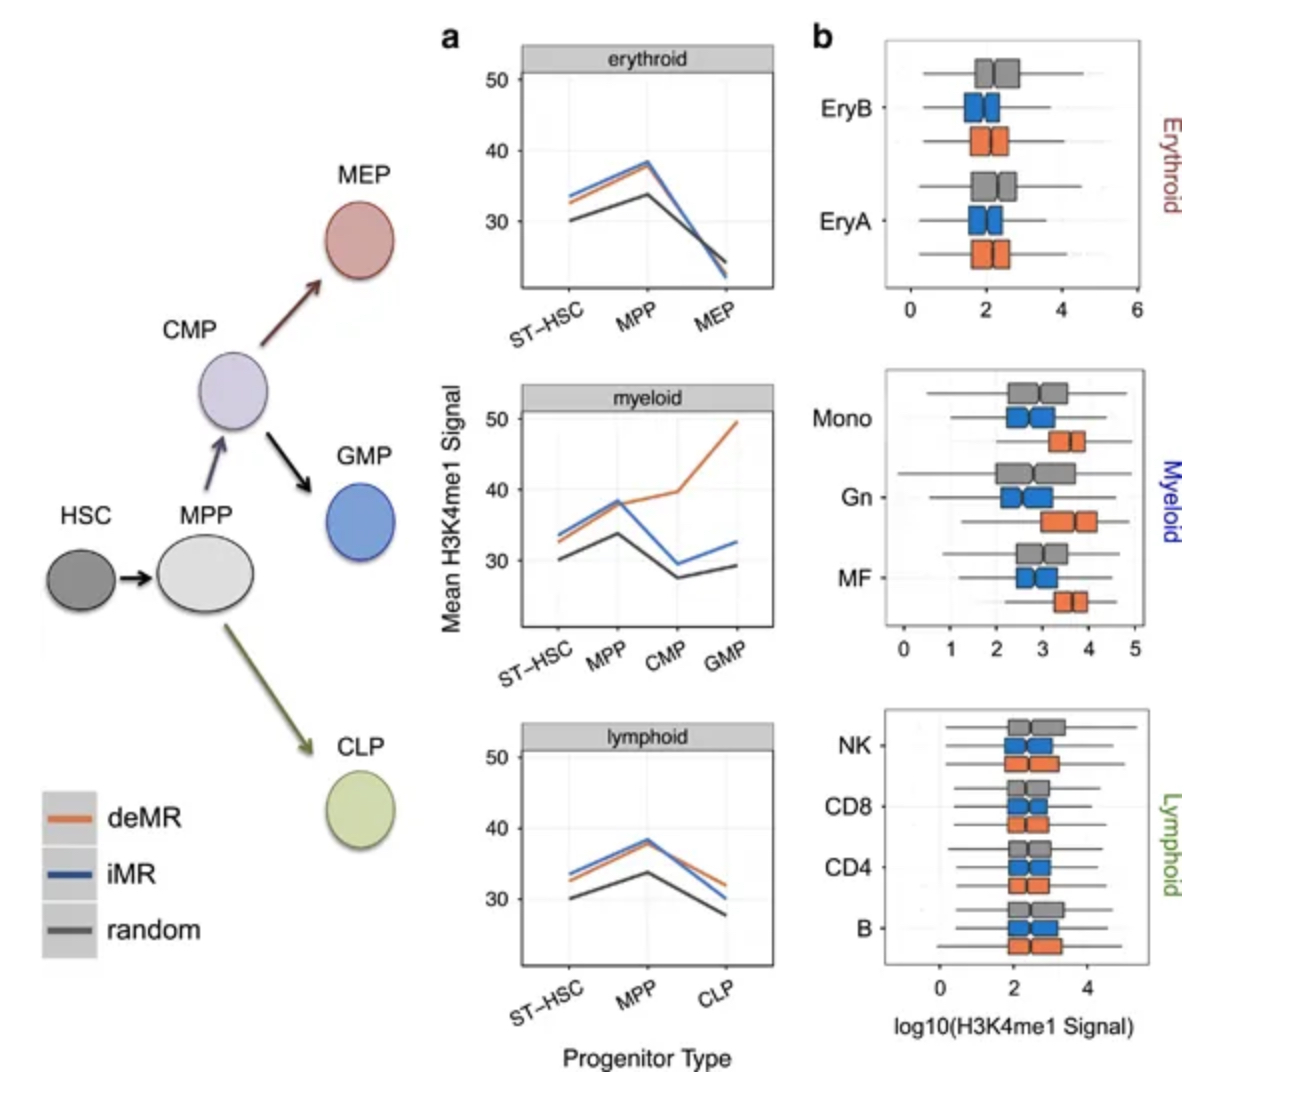 MEP
CMP
GMP
HSC
MPP
CLP
deMR
iMR
random
a
Mean H3K4me1 Signal
erythroid
50
40
30
ST-HSC
MPP
MEP
myeloid
50
40
30
ST-HSC
MPP
CMP
GMP
lymphoid
50
40
30
ST-HSC
MPP
CLP
Progenitor Type
b
EryB
EryA
0 2 4 6
Erythroid
Mono
Gn
MF
0 1 2 3 4 5
Myeloid
NK
CD8
CD4
B
0 2 4
Lymphoid
log10(H3K4me1 Signal)